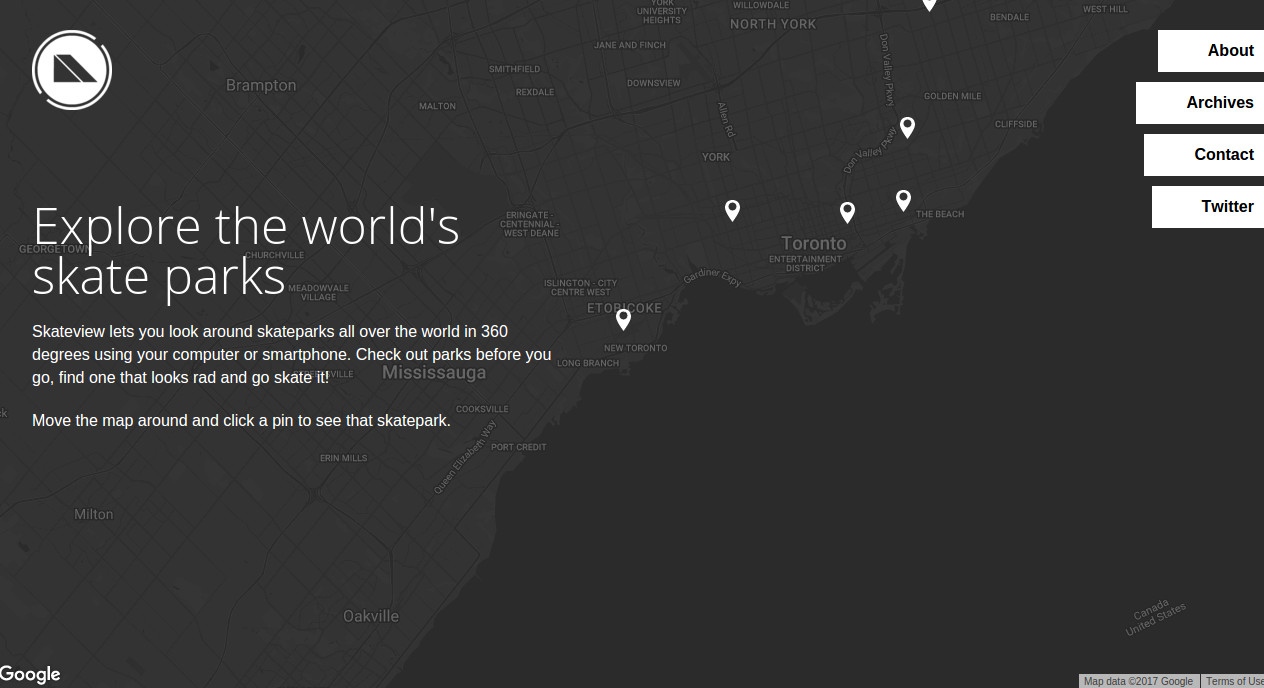 YORK
UNIVERSITY
HEIGHTS
WILLOWDALE
NORTH YORK
BENDALE
WEST HILL
JANE AND FINCH
Don Valley Pkwy
About
SMITHFIELD
DOWNSVIEW
Brampton
REXDALE
GOLDEN MILE
Archives
MALTON
Allen Rd
CLIFFSIDE
YORK
Don Valley Pkwy
Contact
Twitter
ERINGATE -
CENTENNIAL -
WEST DEANE
THE BEACH
Explore the world's
skate parks
GEORGETOWN
CHURCHVILLE
Toronto
ENTERTAINMENT
DISTRICT
Gardiner Expy
MEADOWVALE
VILLAGE
ISLINGTON - CITY
CENTRE WEST
ETOBICOKE
Skateview lets you look around skateparks all over the world in 360
degrees using your computer or smartphone. Check out parks before you
go, find one that looks rad and go skate it!
NEW TORONTO
LONG BRANCH
Mississauga
COOKSVILLE
Move the map around and click a pin to see that skatepark.
Queen Elizabeth Way
PORT CREDIT
ERIN MILLS
Milton
Oakville
Canada
United States
Google
Map data ©2017 Google
Terms of Use